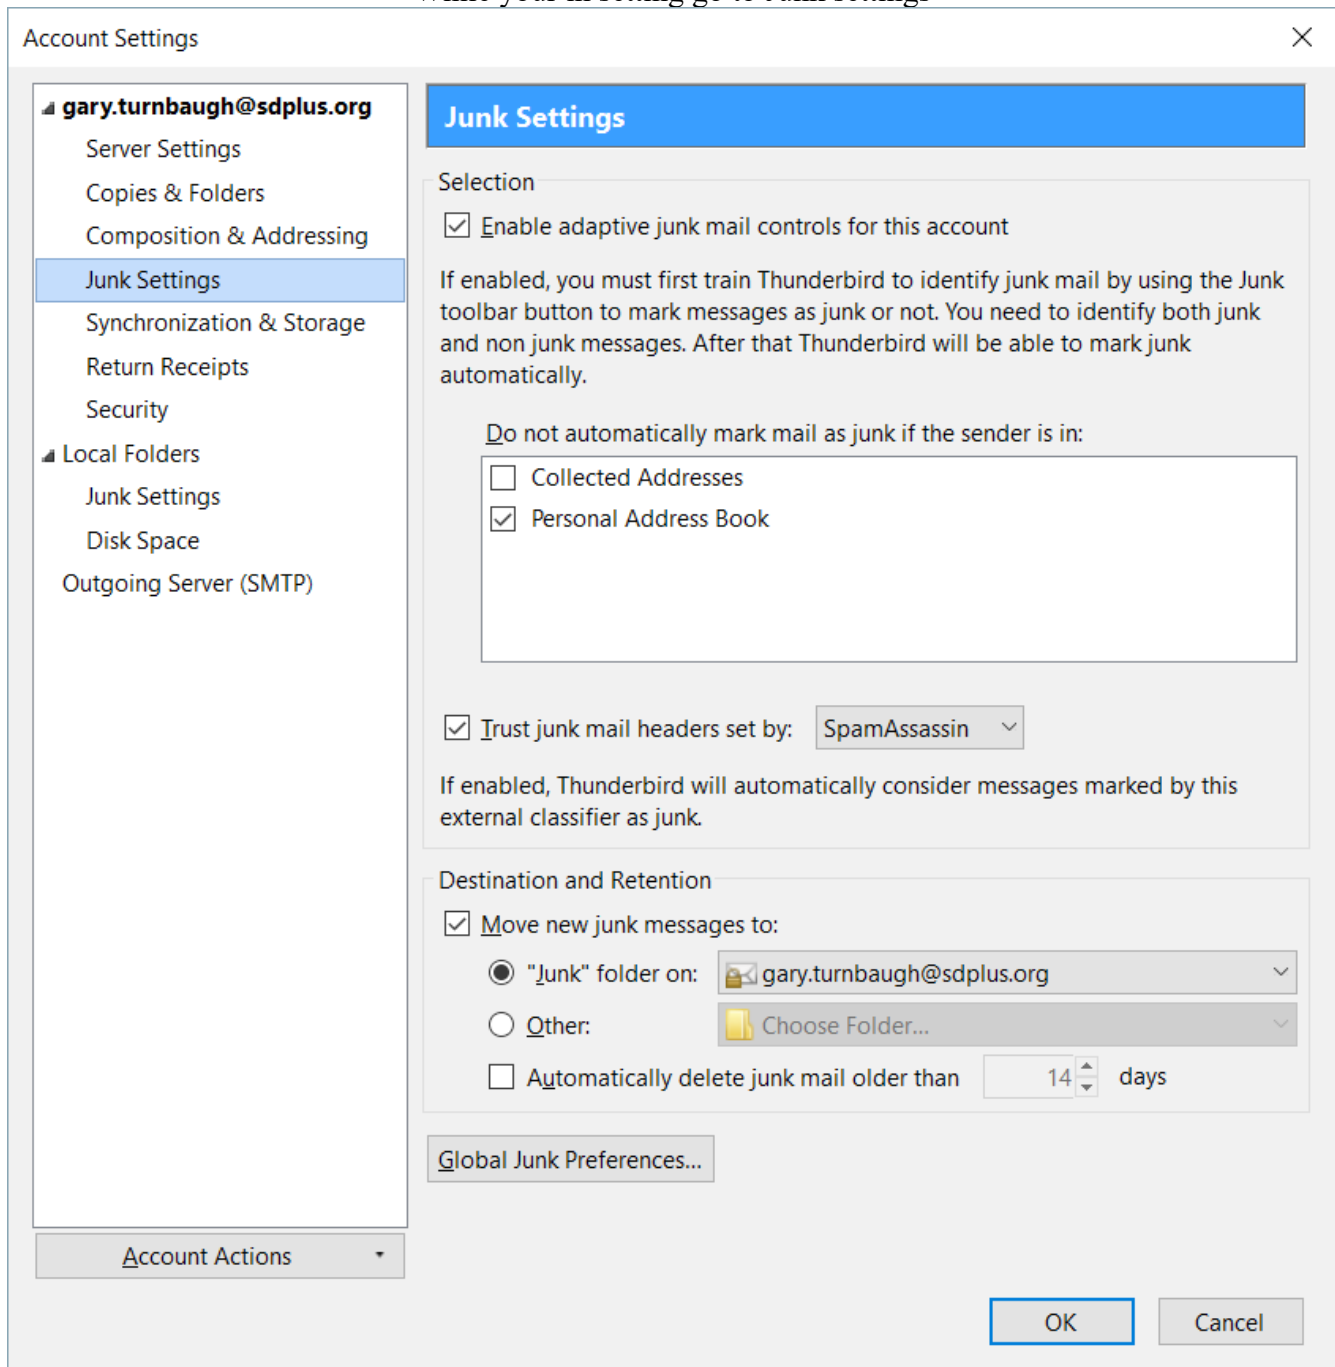 while your in setting go to Junk settings
Account Settings
gary.turnbaugh@sdplus.org
Server Settings
Copies & Folders
Composition & Addressing
Junk Settings
Synchronization & Storage
Return Receipts
Security
Local Folders
Junk Settings
Disk Space
Outgoing Server (SMTP)
Account Actions
Junk Settings
Selection
Enable adaptive junk mail controls for this account
If enabled, you must first train Thunderbird to identify junk mail by using the Junk
toolbar button to mark messages as junk or not. You need to identify both junk
and non junk messages. After that Thunderbird will be able to mark junk
automatically.
Do not automatically mark mail as junk if the sender is in:
Collected Addresses
Personal Address Book
Trust junk mail headers set by: SpamAssassin
If enabled, Thunderbird will automatically consider messages marked by this
external classifier as junk.
Destination and Retention
Move new junk messages to:
"Junk" folder on: gary.turnbaugh@sdplus.org
Other: Choose Folder...
Automatically delete junk mail older than 14 days
Global Junk Preferences...
OK Cancel